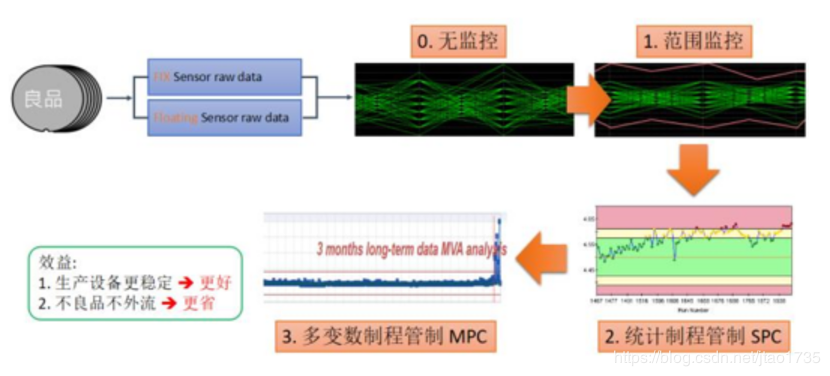 0. 无监控
1. 范围监控
良品
FIX Sensor raw data
Floating Sensor raw data
3 months long-term data MVA analysis
效益:
1. 生产设备更稳定 ➔ 更好
2. 不良品不外流 ➔ 更省
Run Number
3. 多变数制程管制 MPC
2. 统计制程管制 SPC
https://blog.csdn.net/jiao1735